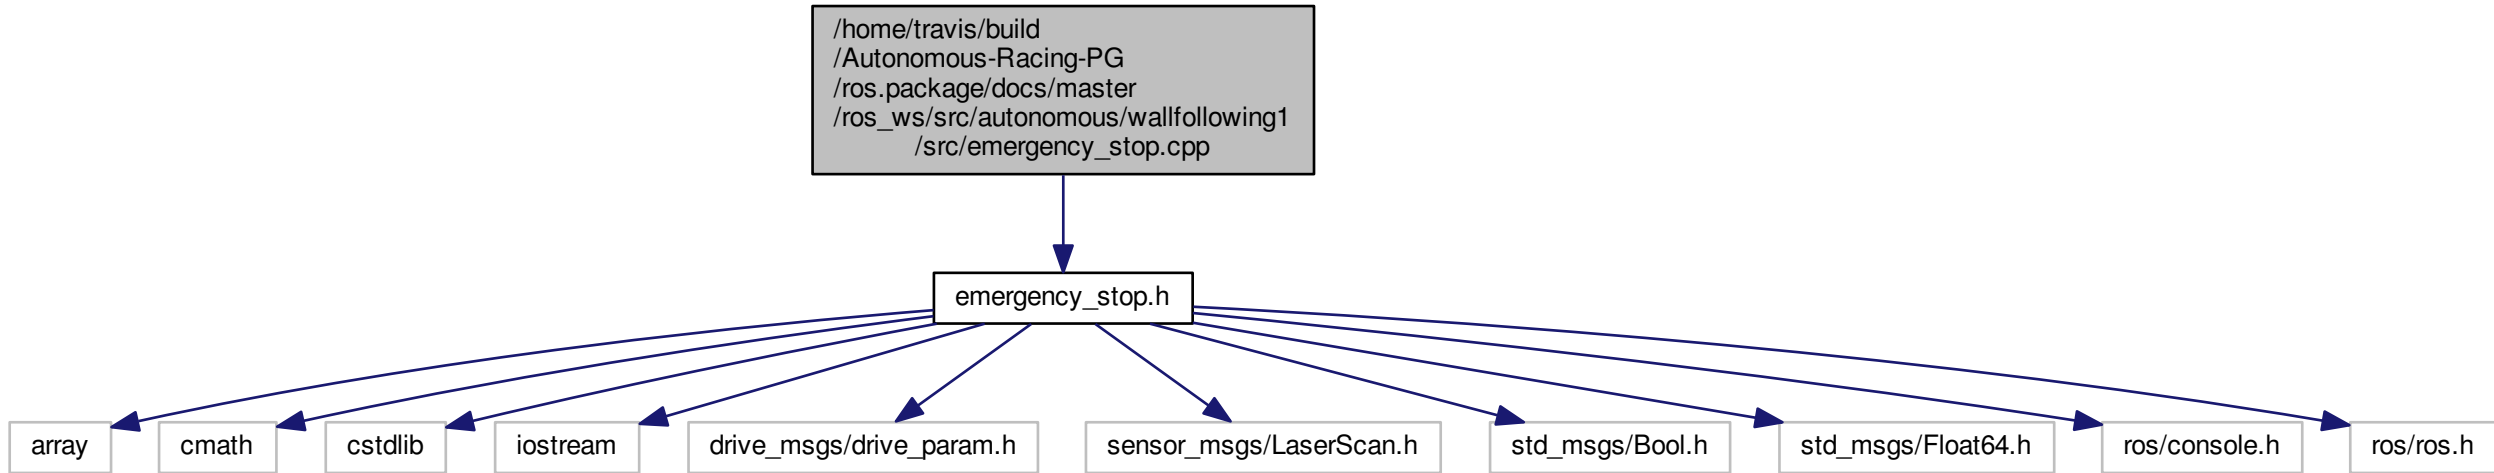 /home/travis/build
/Autonomous-Racing-PG
/ros.package/docs/master
/ros_ws/src/autonomous/wallfollowing1
/src/emergency_stop.cpp
emergency_stop.h
array
cmath
cstdlib
iostream
drive_msgs/drive_param.h
sensor_msgs/LaserScan.h
std_msgs/Bool.h
std_msgs/Float64.h
ros/console.h
ros/ros.h